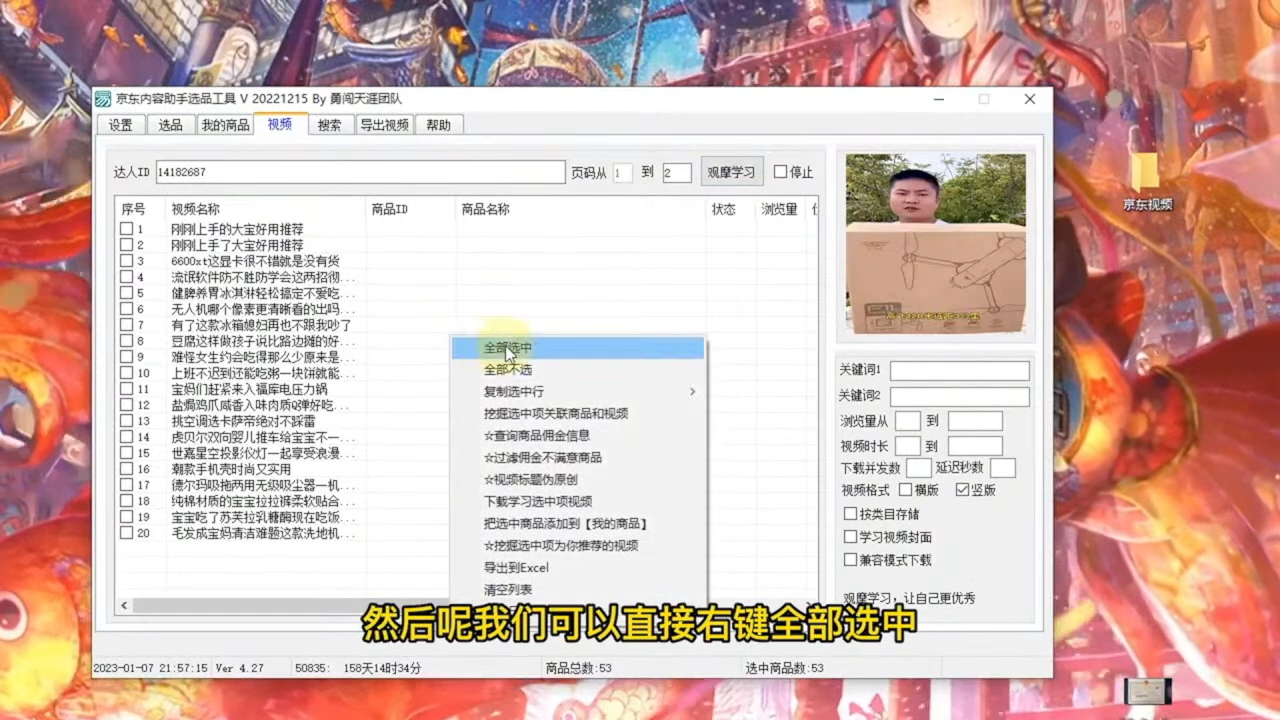 京东内容助手选品工具 V 20221215 By 勇闯天涯团队
设置 选品 我的商品 视频 搜索 导出视频 帮助
达人ID 14182687 页码从 1 到 2 观摩学习 停止
序号 视频名称 商品ID 商品名称 状态 浏览量
1 刚刚上手的大宝好用推荐
2 刚刚上手了大宝好用推荐
3 6600xt这显卡很不错就是没有货
4 流氓软件防不胜防学会这两招彻...
5 健脾养胃冰淇淋轻松搞定不爱吃...
6 无人机哪个像素更清晰看的出吗...
7 有了这款冰箱媳妇再也不跟我吵了
8 豆腐这样做孩子说比路边摊的好...
9 难怪女生约会吃得那么少原来是...
10 上班不迟到还能吃粥一块饼就能...
11 宝妈们赶紧来入福库电压力锅
12 盐焗鸡爪咸香入味肉质Q弹好吃...
13 挑空调选卡萨帝绝对不踩雷
14 虎贝尔双向婴儿推车给宝宝不一...
15 世嘉星空投影仪灯一起享受浪漫...
16 潮款手机壳时尚又实用
17 德尔玛吸拖两用无级吸尘器一机...
18 纯棉材质的宝宝拉拉裤柔软贴合...
19 宝宝吃了苏芙拉乳糖酶现在吃饭...
20 毛发成宝妈清洁难题这款洗地机...
全部选中
全部不选
复制选中行
挖掘选中项关联商品和视频
☆查询商品佣金信息
☆过滤佣金不满意商品
☆视频标题伪原创
下载学习选中项视频
把选中商品添加到【我的商品】
☆挖掘选中项为你推荐的视频
导出到Excel
清空列表
关键词1
关键词2
浏览量从 到
视频时长 到
下载并发数 延迟秒数
视频格式 横版 竖版
按类目存储
学习视频封面
兼容模式下载
观摩学习，让自己更优秀
京东视频
然后呢我们可以直接右键全部选中
2023-01-07 21:57:15 Ver 4.27 50835: 158天14时34分 商品总数:53 选中商品数:53